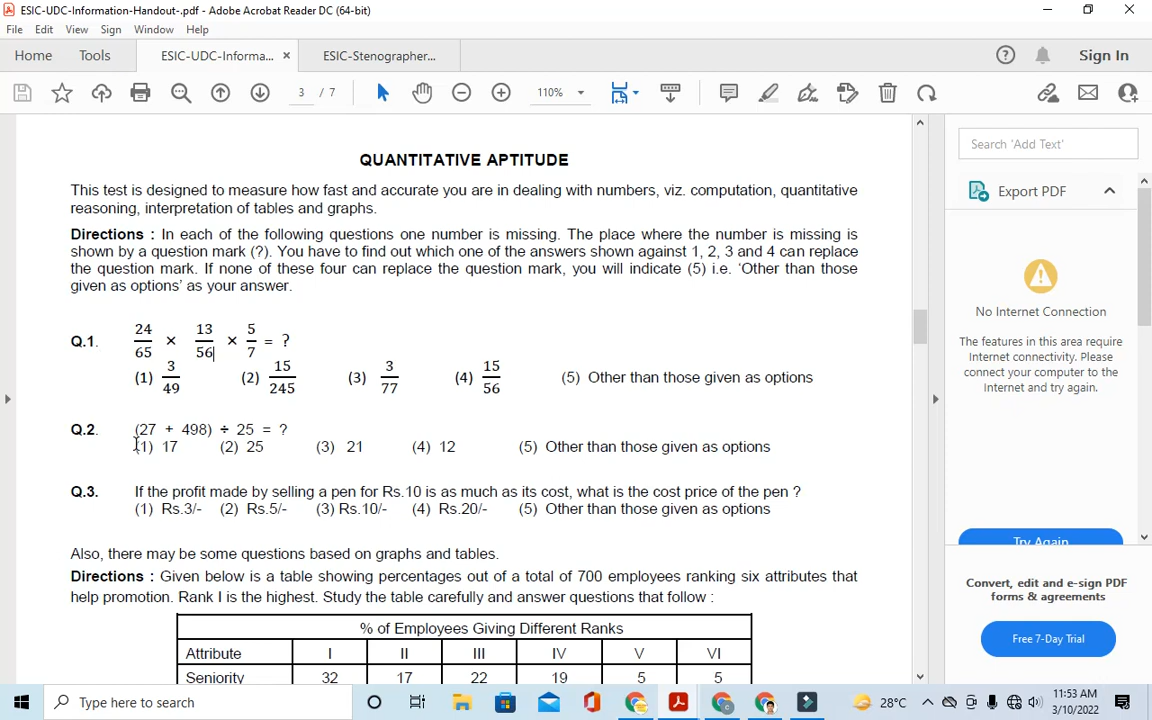 ESIC-UDC-Information-Handout-.pdf - Adobe Acrobat Reader DC (64-bit)
File Edit View Sign Window Help
Home Tools ESIC-UDC-Informa... × ESIC-Stenographer... Sign In
3 / 7 110%
QUANTITATIVE APTITUDE
This test is designed to measure how fast and accurate you are in dealing with numbers, viz. computation, quantitative
reasoning, interpretation of tables and graphs.
Directions : In each of the following questions one number is missing. The place where the number is missing is
shown by a question mark (?). You have to find out which one of the answers shown against 1, 2, 3 and 4 can replace
the question mark. If none of these four can replace the question mark, you will indicate (5) i.e. 'Other than those
given as options' as your answer.
Q.1. 24/65 × 13/56 × 5/7 = ?
(1) 3/49 (2) 15/245 (3) 3/77 (4) 15/56 (5) Other than those given as options
Q.2. (27 + 498) ÷ 25 = ?
(1) 17 (2) 25 (3) 21 (4) 12 (5) Other than those given as options
Q.3. If the profit made by selling a pen for Rs.10 is as much as its cost, what is the cost price of the pen ?
(1) Rs.3/- (2) Rs.5/- (3) Rs.10/- (4) Rs.20/- (5) Other than those given as options
Also, there may be some questions based on graphs and tables.
Directions : Given below is a table showing percentages out of a total of 700 employees ranking six attributes that
help promotion. Rank I is the highest. Study the table carefully and answer questions that follow :
% of Employees Giving Different Ranks
Attribute I II III IV V VI
Seniority 32 17 22 19 5 5
Search 'Add Text'
Export PDF
No Internet Connection
The features in this area require
Internet connectivity. Please
connect your computer to the
Internet and try again.
Try Again
Convert, edit and e-sign PDF
forms & agreements
Free 7-Day Trial
Type here to search
28°C
11:53 AM
3/10/2022